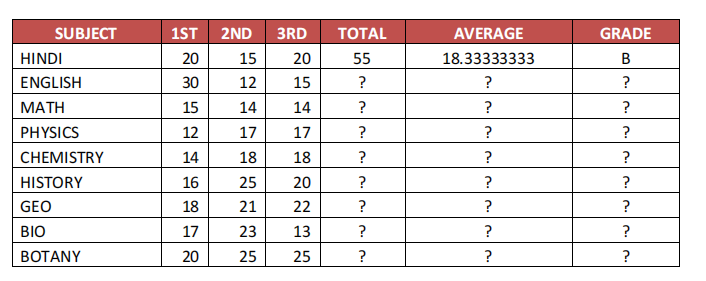 SUBJECT 1ST 2ND 3RD TOTAL AVERAGE GRADE
HINDI 20 15 20 55 18.33333333 B
ENGLISH 30 12 15 ? ? ?
MATH 15 14 14 ? ? ?
PHYSICS 12 17 17 ? ? ?
CHEMISTRY 14 18 18 ? ? ?
HISTORY 16 25 20 ? ? ?
GEO 18 21 22 ? ? ?
BIO 17 23 13 ? ? ?
BOTANY 20 25 25 ? ? ?